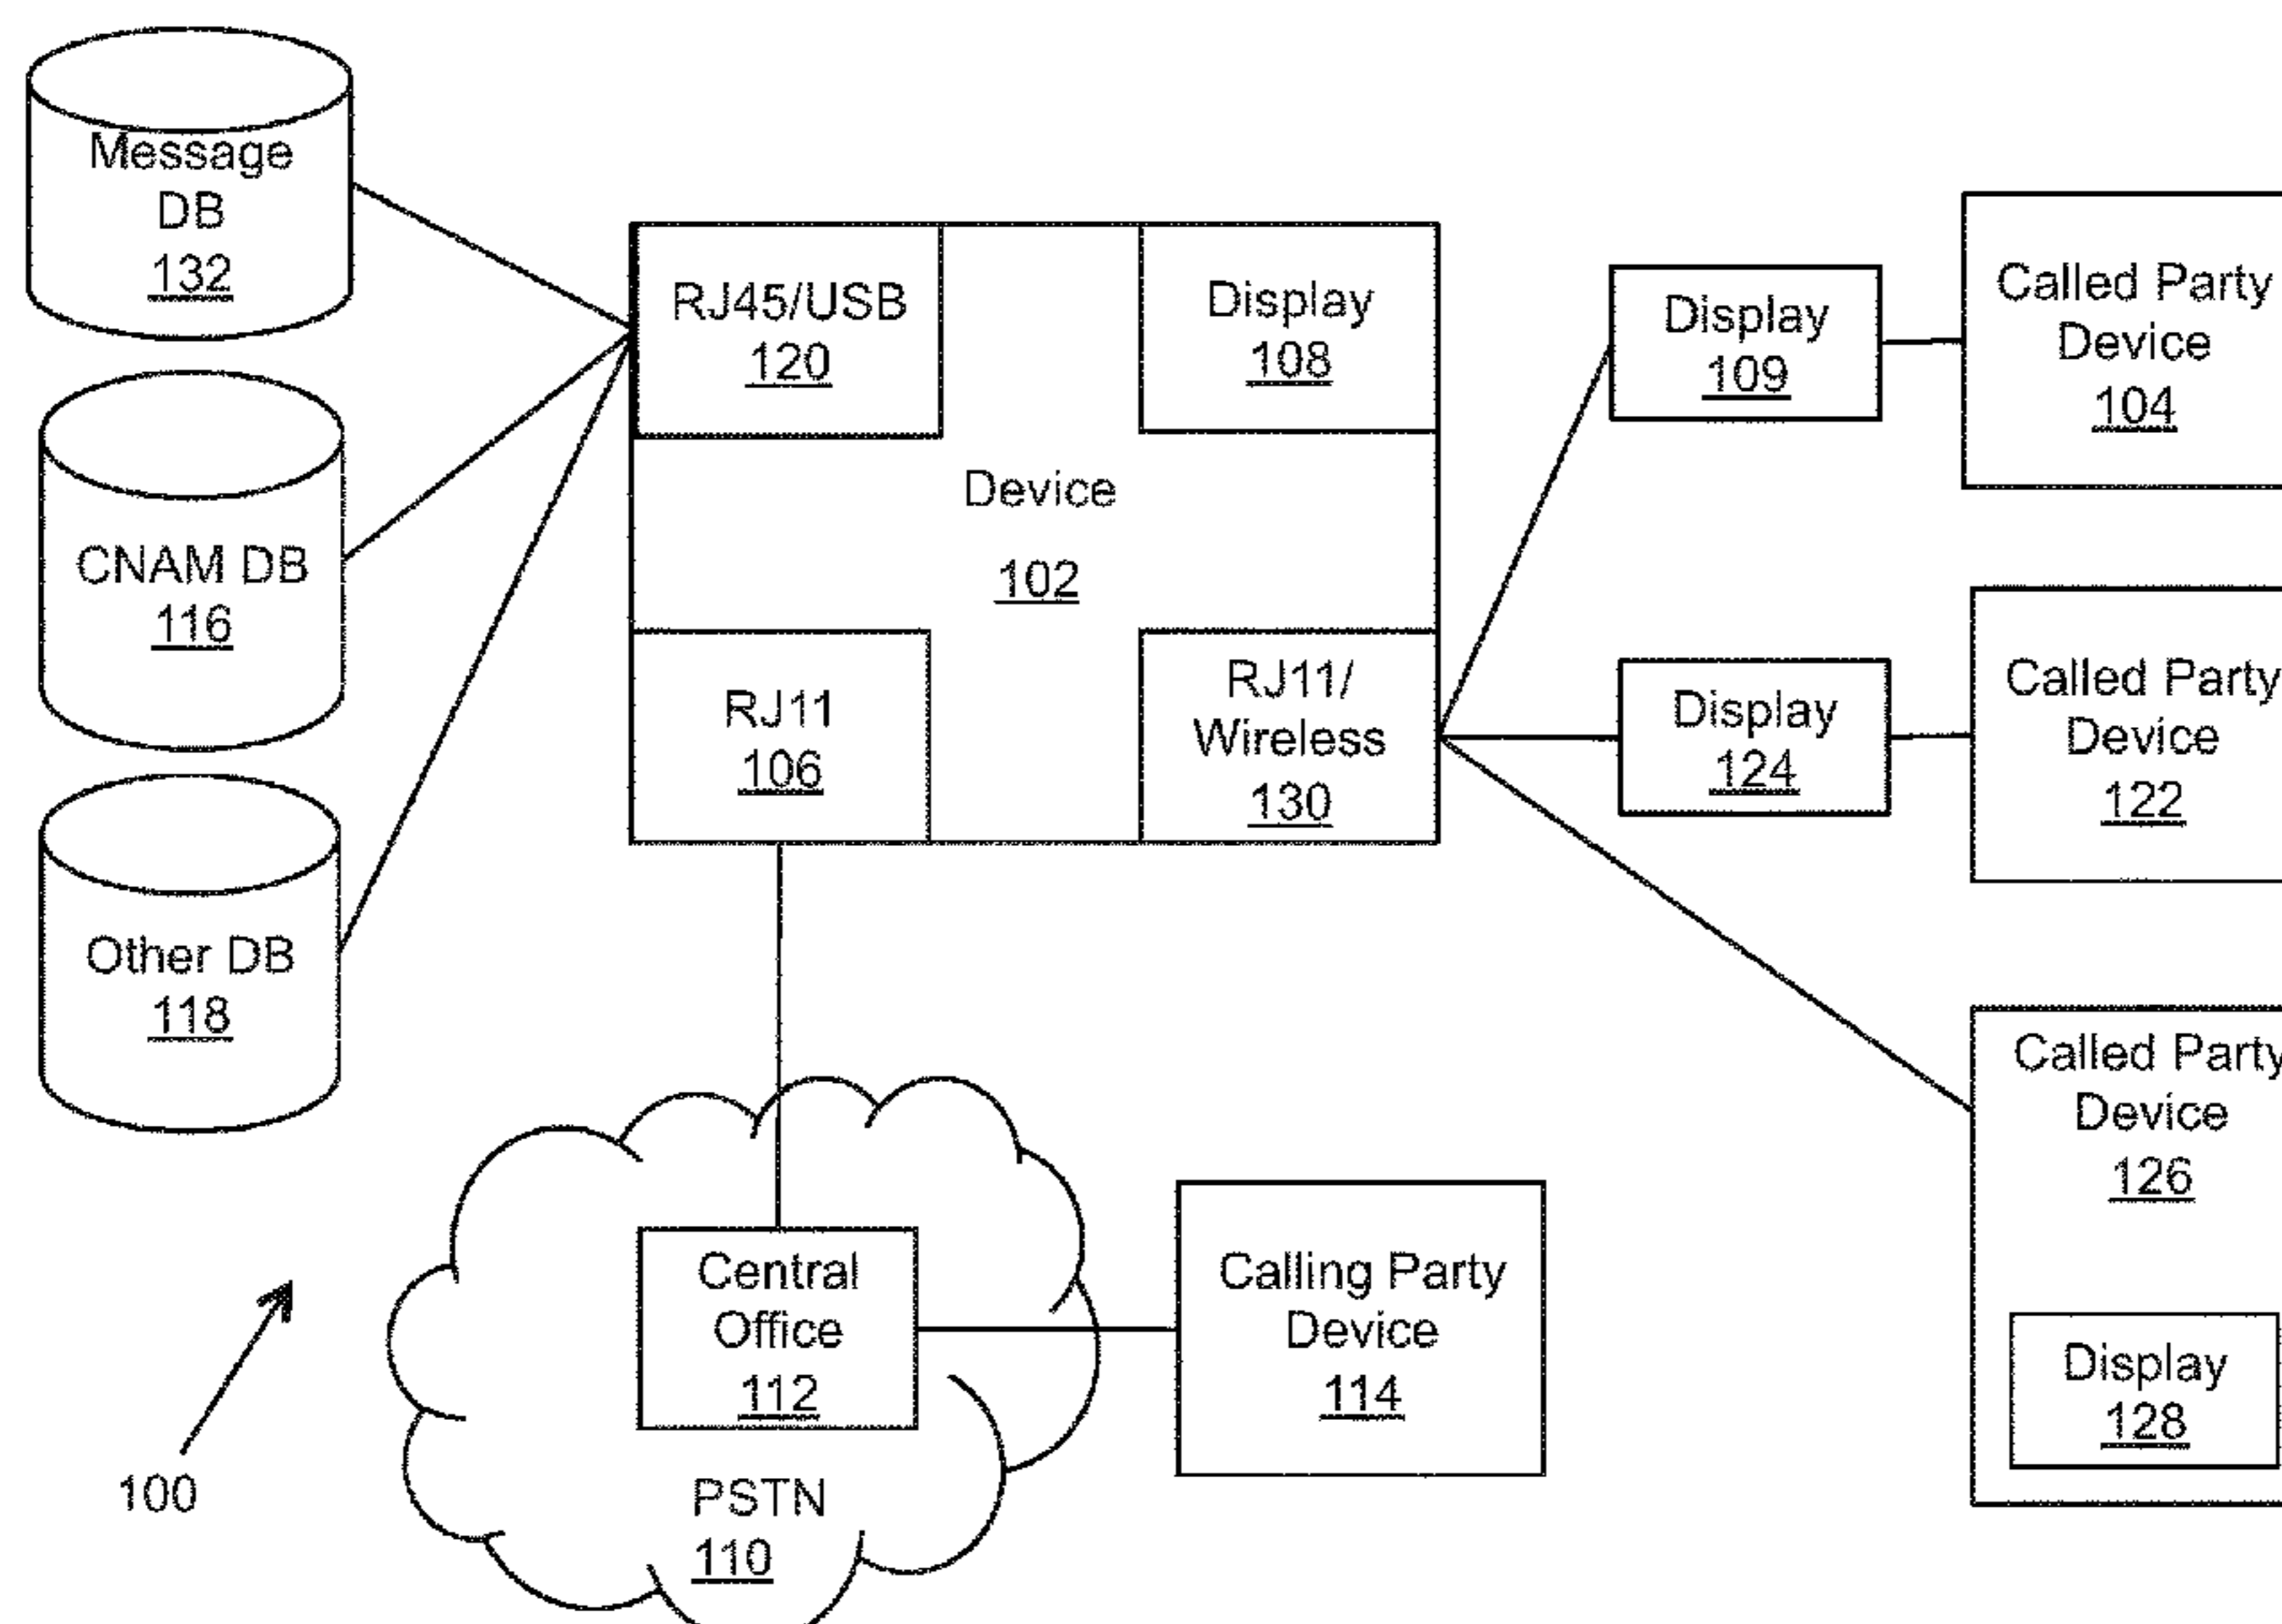 Message
DB
132
CNAM DB
116
Other DB
118
RJ45/USB
120
Display
108
Device
102
RJ11
106
RJ11/
Wireless
130
Display
109
Called Party
Device
104
Display
124
Called Party
Device
122
Called Party
Device
126
Display
128
Central
Office
112
PSTN
110
Calling Party
Device
114
100